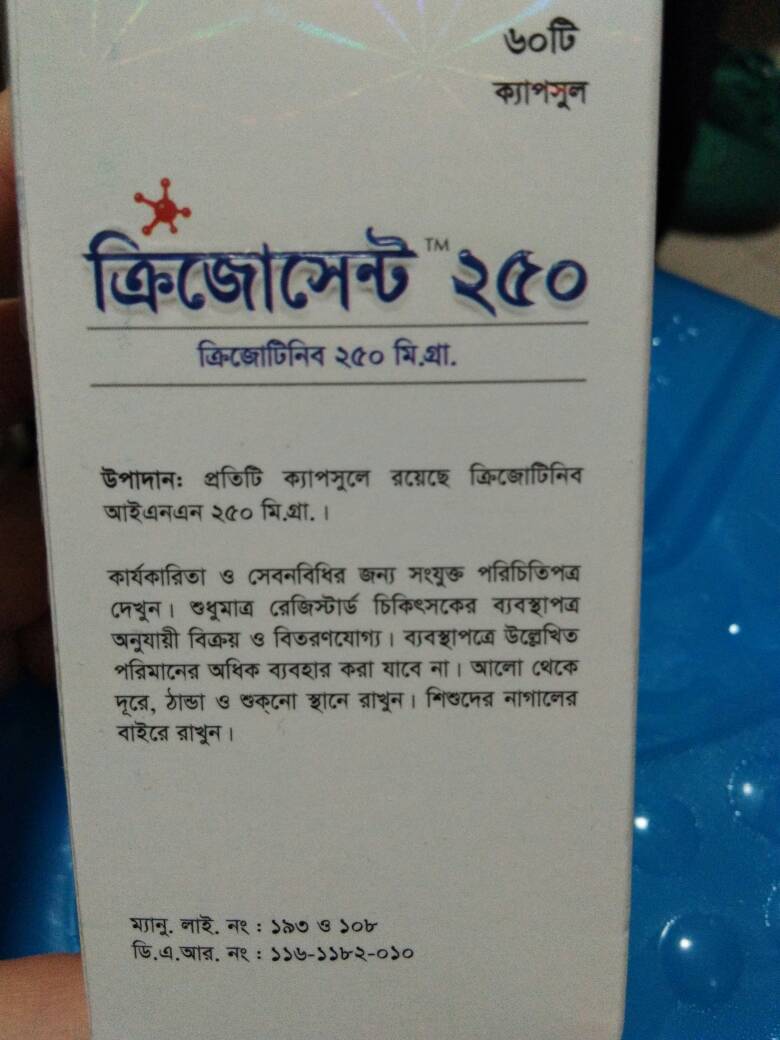 ৬০টি
ক্যাপসুল
ক্রিজোসেন্ট™ ২৫০
ক্রিজোটিনিব ২৫০ মি.গ্রা.
উপাদান: প্রতিটি ক্যাপসুলে রয়েছে ক্রিজোটিনিব
আইএনএন ২৫০ মি.গ্রা. ।
কার্যকারিতা ও সেবনবিধির জন্য সংযুক্ত পরিচিতিপত্র
দেখুন। শুধুমাত্র রেজিস্টার্ড চিকিৎসকের ব্যবস্থাপত্র
অনুযায়ী বিক্রয় ও বিতরণযোগ্য। ব্যবস্থাপত্রে উল্লেখিত
পরিমানের অধিক ব্যবহার করা যাবে না। আলো থেকে
দূরে, ঠান্ডা ও শুক্‌নো স্থানে রাখুন। শিশুদের নাগালের
বাইরে রাখুন।
ম্যানু. লাই. নং : ১৯৩ ও ১০৮
ডি.এ.আর. নং : ১১৬-১১৮২-০১০